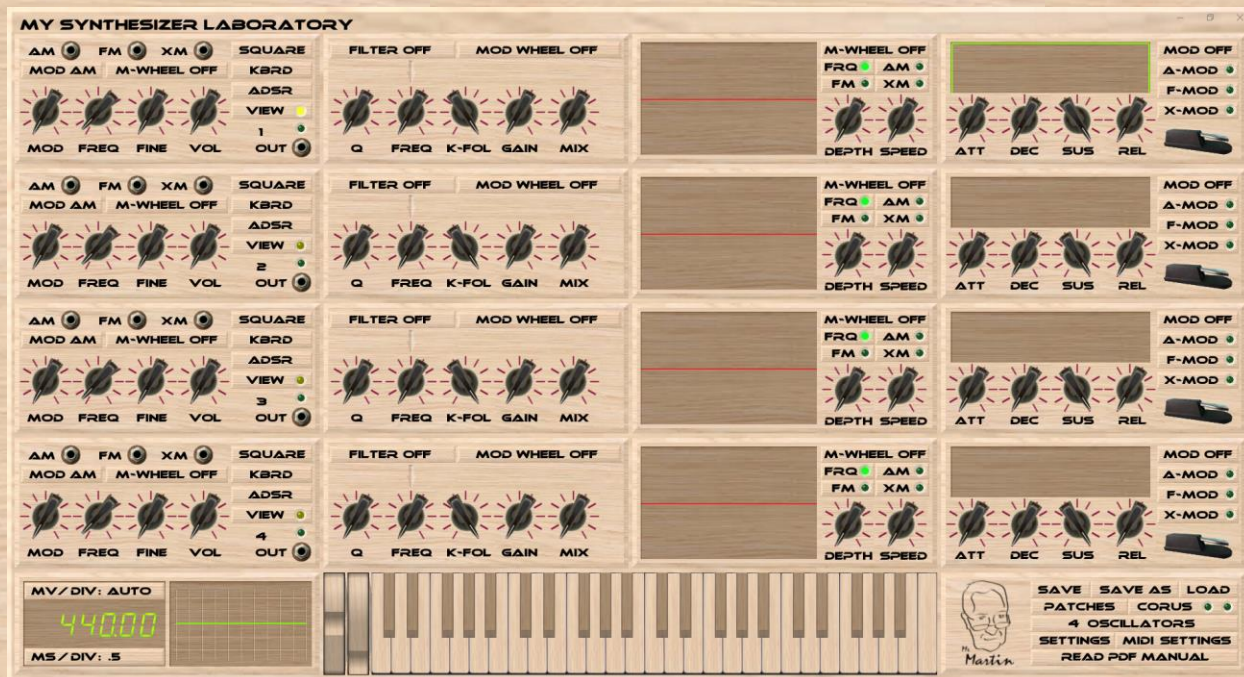 MY SYNTHESIZER LABORATORY
AM FM XM SQUARE FILTER OFF MOD WHEEL OFF M-WHEEL OFF MOD OFF
MOD AM M-WHEEL OFF KBRD FRQ AM A-MOD
ADSR FM XM F-MOD
VIEW X-MOD
1
MOD FREQ FINE VOL OUT Q FREQ K-FOL GAIN MIX DEPTH SPEED ATT DEC SUS REL
AM FM XM SQUARE FILTER OFF MOD WHEEL OFF M-WHEEL OFF MOD OFF
MOD AM M-WHEEL OFF KBRD FRQ AM A-MOD
ADSR FM XM F-MOD
VIEW X-MOD
2
MOD FREQ FINE VOL OUT Q FREQ K-FOL GAIN MIX DEPTH SPEED ATT DEC SUS REL
AM FM XM SQUARE FILTER OFF MOD WHEEL OFF M-WHEEL OFF MOD OFF
MOD AM M-WHEEL OFF KBRD FRQ AM A-MOD
ADSR FM XM F-MOD
VIEW X-MOD
3
MOD FREQ FINE VOL OUT Q FREQ K-FOL GAIN MIX DEPTH SPEED ATT DEC SUS REL
AM FM XM SQUARE FILTER OFF MOD WHEEL OFF M-WHEEL OFF MOD OFF
MOD AM M-WHEEL OFF KBRD FRQ AM A-MOD
ADSR FM XM F-MOD
VIEW X-MOD
4
MOD FREQ FINE VOL OUT Q FREQ K-FOL GAIN MIX DEPTH SPEED ATT DEC SUS REL
MV/DIV: AUTO
440.00
MS/DIV: .5
Martin
SAVE SAVE AS LOAD
PATCHES CORUS
4 OSCILLATORS
SETTINGS MIDI SETTINGS
READ PDF MANUAL